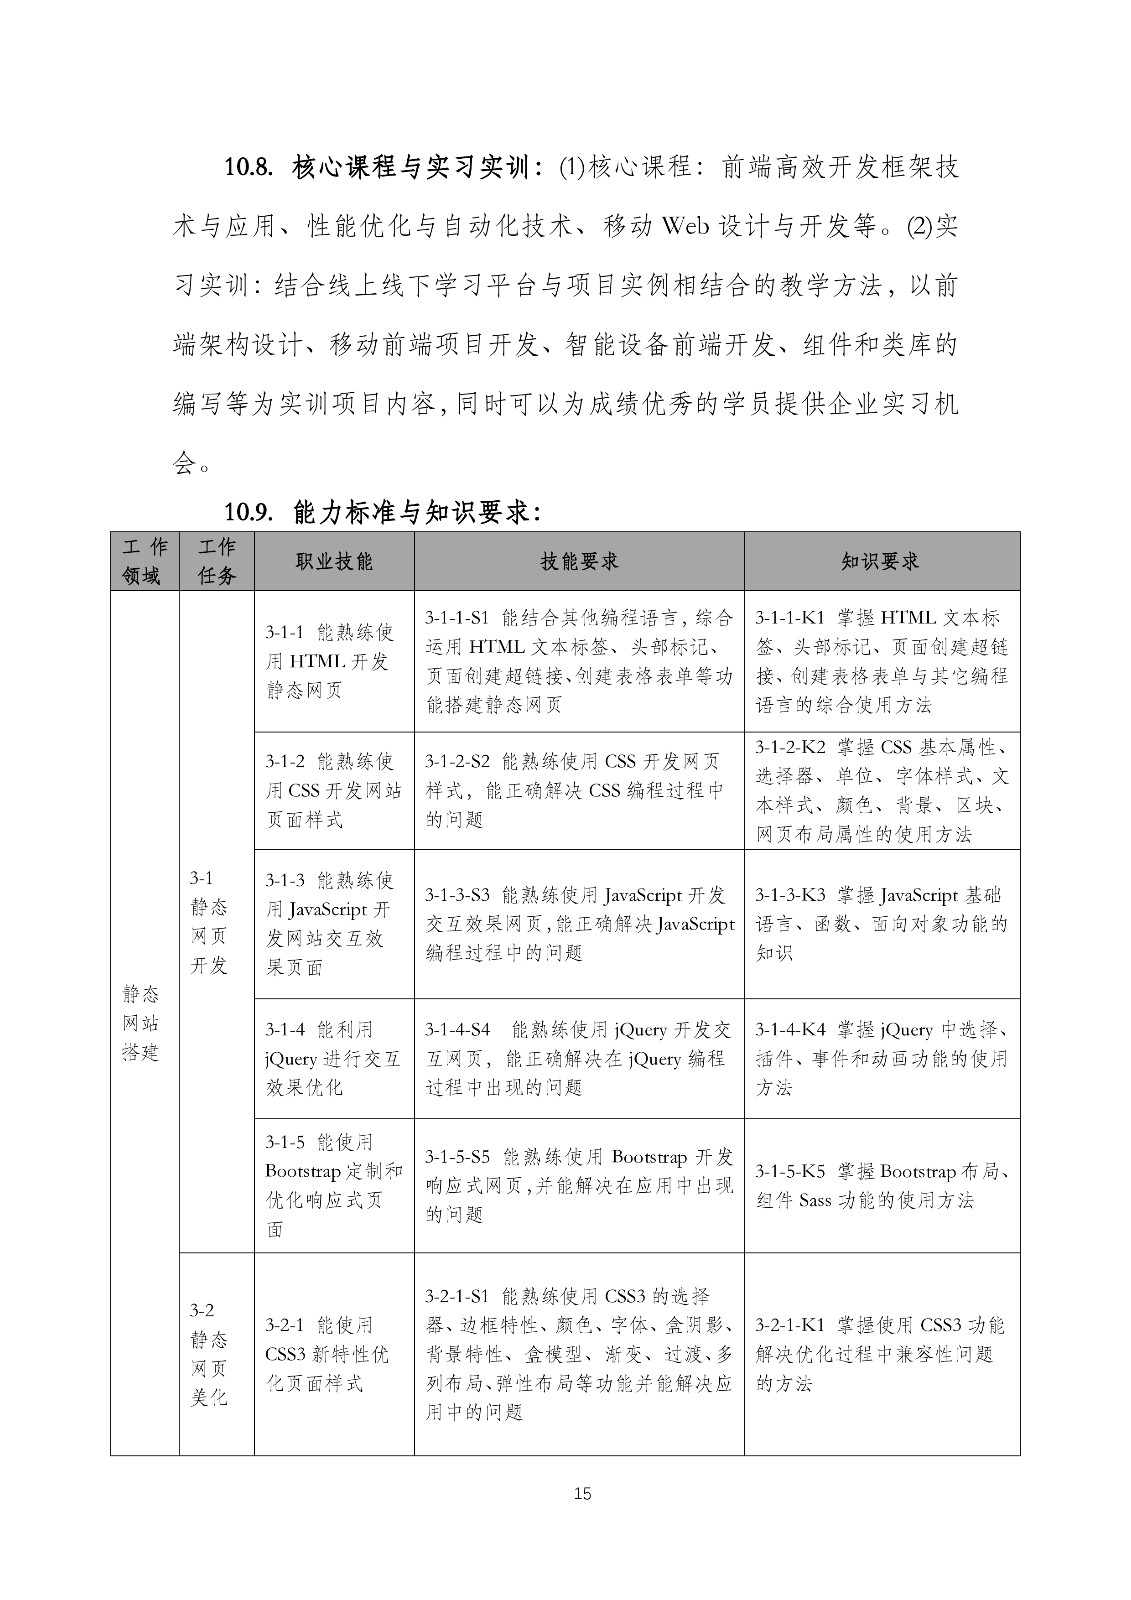 10.8. 核心课程与实习实训：(1)核心课程：前端高效开发框架技
术与应用、性能优化与自动化技术、移动 Web 设计与开发等。(2)实
习实训：结合线上线下学习平台与项目实例相结合的教学方法，以前
端架构设计、移动前端项目开发、智能设备前端开发、组件和类库的
编写等为实训项目内容，同时可以为成绩优秀的学员提供企业实习机
会。
10.9. 能力标准与知识要求：
工 作
领域
工作
任务
职业技能
技能要求
知识要求
静态
网站
搭建
3-1
静态
网页
开发
3-1-1 能熟练使
用 HTML 开发
静态网页
3-1-1-S1 能结合其他编程语言，综合
运用 HTML 文本标签、头部标记、
页面创建超链接、创建表格表单等功
能搭建静态网页
3-1-1-K1 掌握 HTML 文本标
签、头部标记、页面创建超链
接、创建表格表单与其它编程
语言的综合使用方法
3-1-2 能熟练使
用 CSS 开发网站
页面样式
3-1-2-S2 能熟练使用 CSS 开发网页
样式，能正确解决 CSS 编程过程中
的问题
3-1-2-K2 掌握 CSS 基本属性、
选择器、单位、字体样式、文
本样式、颜色、背景、区块、
网页布局属性的使用方法
3-1-3 能熟练使
用 JavaScript 开
发网站交互效
果页面
3-1-3-S3 能熟练使用 JavaScript 开发
交互效果网页，能正确解决 JavaScript
编程过程中的问题
3-1-3-K3 掌握 JavaScript 基础
语言、函数、面向对象功能的
知识
3-1-4 能利用
jQuery 进行交互
效果优化
3-1-4-S4 能熟练使用 jQuery 开发交
互网页，能正确解决在 jQuery 编程
过程中出现的问题
3-1-4-K4 掌握 jQuery 中选择、
插件、事件和动画功能的使用
方法
3-1-5 能使用
Bootstrap 定制和
优化响应式页
面
3-1-5-S5 能熟练使用 Bootstrap 开发
响应式网页，并能解决在应用中出现
的问题
3-1-5-K5 掌握 Bootstrap 布局、
组件 Sass 功能的使用方法
3-2
静态
网页
美化
3-2-1 能使用
CSS3 新特性优
化页面样式
3-2-1-S1 能熟练使用 CSS3 的选择
器、边框特性、颜色、字体、盒阴影、
背景特性、盒模型、渐变、过渡、多
列布局、弹性布局等功能并能解决应
用中的问题
3-2-1-K1 掌握使用 CSS3 功能
解决优化过程中兼容性问题
的方法
15